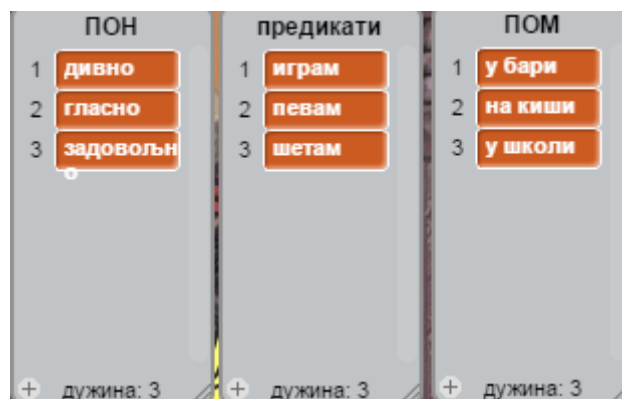 ПОН
1 дивно
2 гласно
3 задовољн
о
дужина: 3
предикати
1 играм
2 певам
3 шетам
дужина: 3
ПОМ
1 у бари
2 на киши
3 у школи
дужина: 3